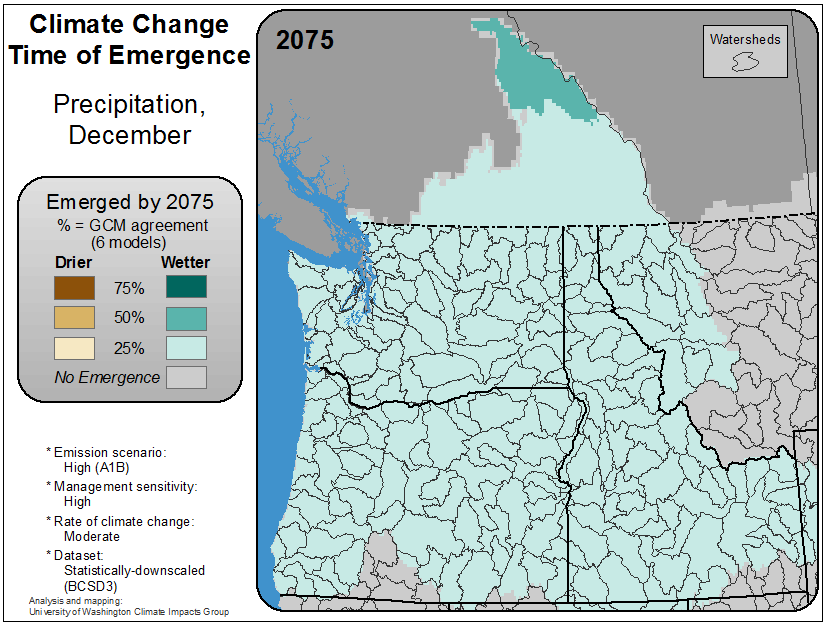 Climate Change
Time of Emergence
Precipitation,
December
Emerged by 2075
% = GCM agreement
(6 models)
Drier Wetter
75%
50%
25%
No Emergence
* Emission scenario:
High (A1B)
* Management sensitivity:
High
* Rate of climate change:
Moderate
* Dataset:
Statistically-downscaled
(BCSD3)
Analysis and mapping:
University of Washington Climate Impacts Group
2075
Watersheds